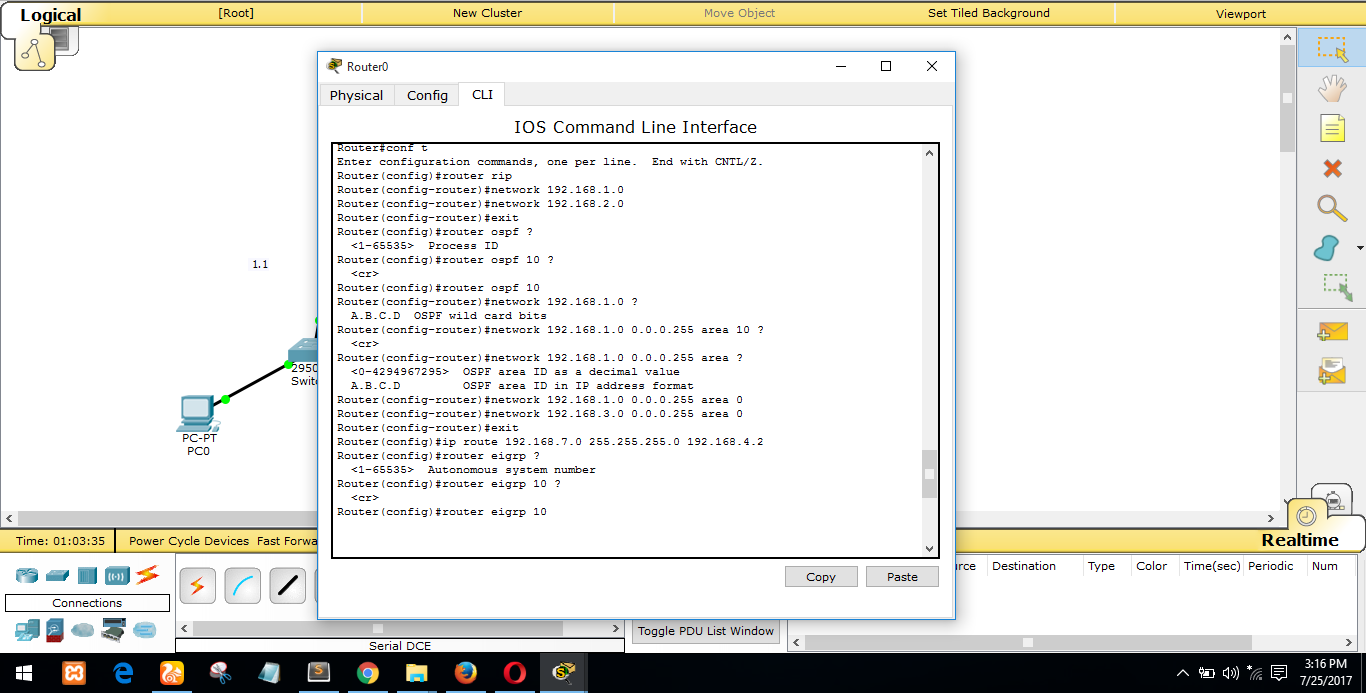 Logical
[Root]
New Cluster
Move Object
Set Tiled Background
Viewport
Router0
Physical
Config
CLI
IOS Command Line Interface
Router#conf t
Enter configuration commands, one per line.  End with CNTL/Z.
Router(config)#router rip
Router(config-router)#network 192.168.1.0
Router(config-router)#network 192.168.2.0
Router(config-router)#exit
Router(config)#router ospf ?
<1-65535>  Process ID
Router(config)#router ospf 10 ?
<cr>
Router(config)#router ospf 10
Router(config-router)#network 192.168.1.0 ?
A.B.C.D  OSPF wild card bits
Router(config-router)#network 192.168.1.0 0.0.0.255 area 10 ?
<cr>
Router(config-router)#network 192.168.1.0 0.0.0.255 area ?
<0-4294967295>  OSPF area ID as a decimal value
A.B.C.D         OSPF area ID in IP address format
Router(config-router)#network 192.168.1.0 0.0.0.255 area 0
Router(config-router)#network 192.168.3.0 0.0.0.255 area 0
Router(config-router)#exit
Router(config)#ip route 192.168.7.0 255.255.255.0 192.168.4.2
Router(config)#router eigrp ?
<1-65535>  Autonomous system number
Router(config)#router eigrp 10 ?
<cr>
Router(config)#router eigrp 10
Copy
Paste
1.1
2950
Swit
PC-PT
PC0
Time: 01:03:35
Power Cycle Devices  Fast Forwa
Realtime
Connections
Serial DCE
Toggle PDU List Window
urce
Destination
Type
Color
Time(sec)
Periodic
Num
3:16 PM
7/25/2017